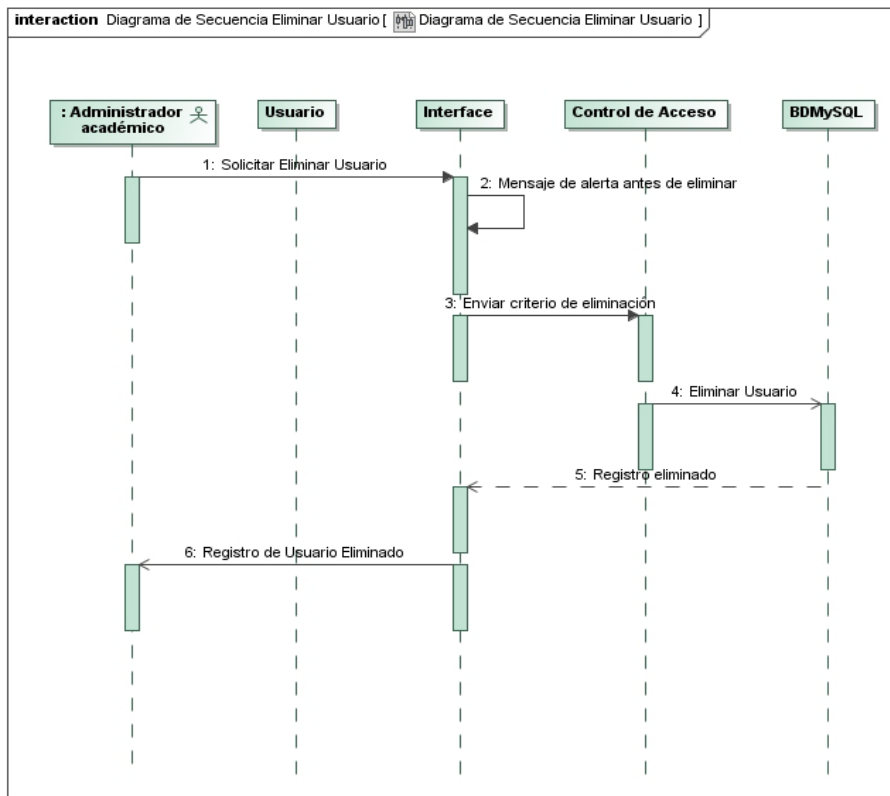 interaction Diagrama de Secuencia Eliminar Usuario [ Diagrama de Secuencia Eliminar Usuario ]
: Administrador
académico
Usuario
Interface
Control de Acceso
BDMySQL
1: Solicitar Eliminar Usuario
2: Mensaje de alerta antes de eliminar
3: Enviar criterio de eliminación
4: Eliminar Usuario
5: Registro eliminado
6: Registro de Usuario Eliminado